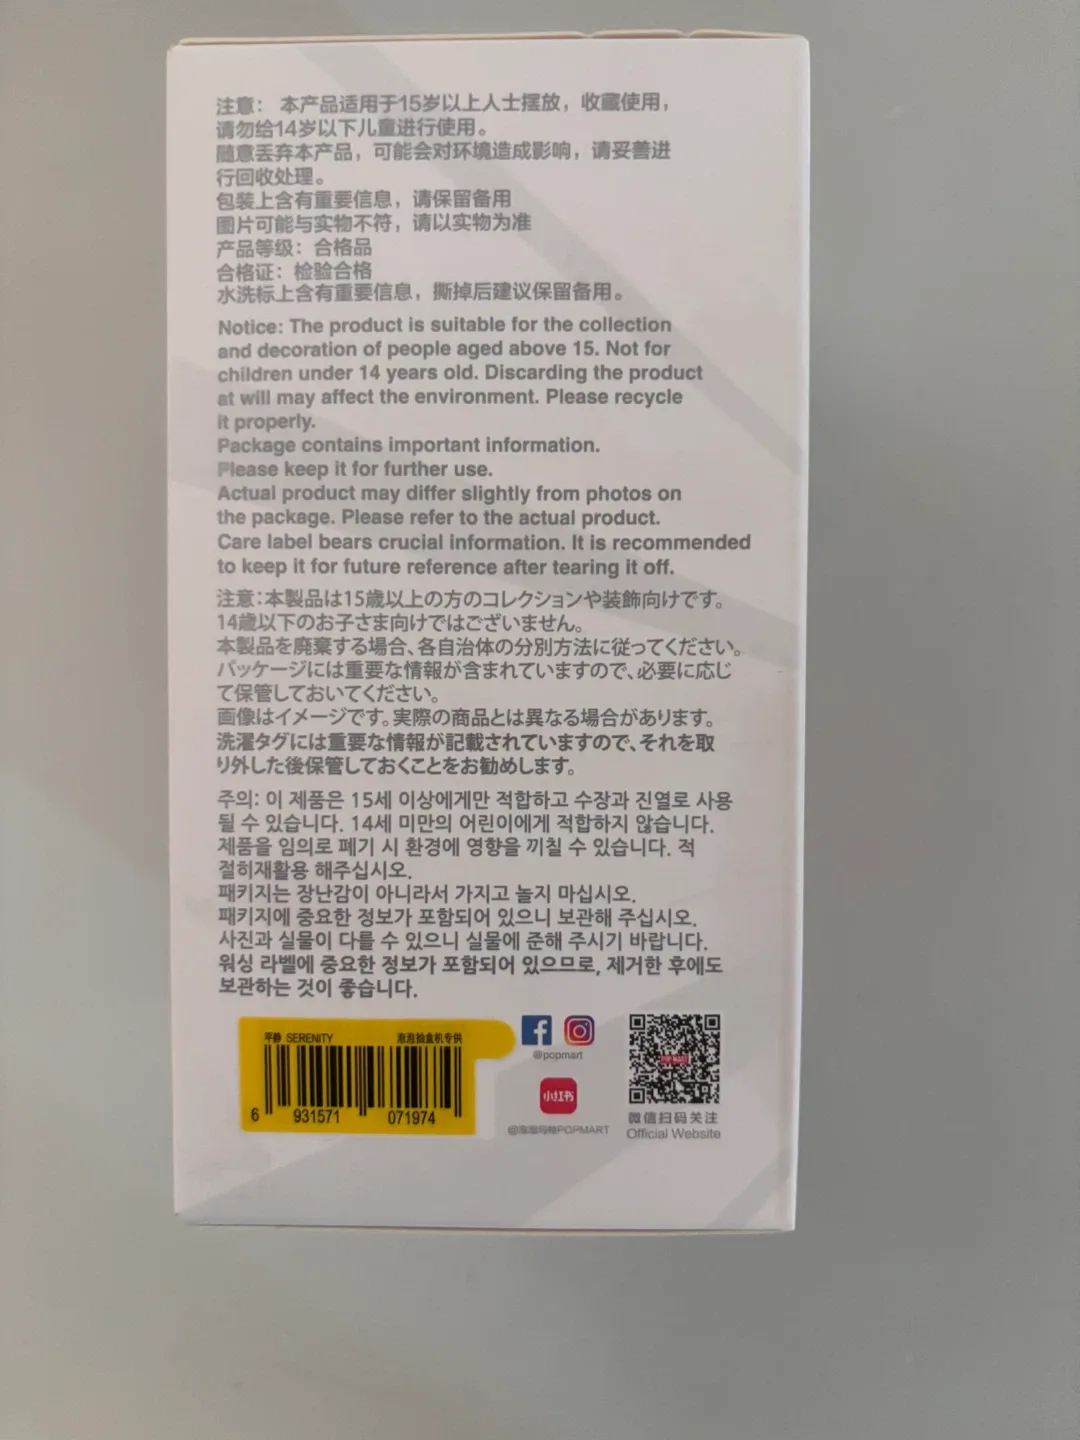 注意： 本产品适用于15岁以上人士摆放，收藏使用，
请勿给14岁以下儿童进行使用。
随意丢弃本产品，可能会对环境造成影响，请妥善进
行回收处理。
包装上含有重要信息，请保留备用
图片可能与实物不符，请以实物为准
产品等级：合格品
合格证：检验合格
水洗标上含有重要信息，撕掉后建议保留备用。
Notice: The product is suitable for the collection
and decoration of people aged above 15. Not for
children under 14 years old. Discarding the product
at will may affect the environment. Please recycle
it properly.
Package contains important information.
Please keep it for further use.
Actual product may differ slightly from photos on
the package. Please refer to the actual product.
Care label bears crucial information. It is recommended
to keep it for future reference after tearing it off.
注意：本製品は15歳以上の方のコレクションや装飾向けです。
14歳以下のお子さま向けではございません。
本製品を廃棄する場合、各自治体の分別方法に従ってください。
パッケージには重要な情報が含まれていますので、必要に応じ
て保管しておいてください。
画像はイメージです。実際の商品とは異なる場合があります。
洗濯タグには重要な情報が記載されていますので、それを取
り外した後保管しておくことをお勧めします。
주의: 이 제품은 15세 이상에게만 적합하고 수장과 진열로 사용
될 수 있습니다. 14세 미만의 어린이에게 적합하지 않습니다.
제품을 임의로 폐기 시 환경에 영향을 끼칠 수 있습니다. 적
절히재활용 해주십시오.
패키지는 장난감이 아니라서 가지고 놀지 마십시오.
패키지에 중요한 정보가 포함되어 있으니 보관해 주십시오.
사진과 실물이 다를 수 있으니 실물에 준해 주시기 바랍니다.
워싱 라벨에 중요한 정보가 포함되어 있으므로, 제거한 후에도
보관하는 것이 좋습니다.
平静 SERENITY 泡泡抽盒机专供
6 931571 071974
@popmart
小红书
@泡泡玛特POPMART
POP MART
微信扫码关注
Official Website